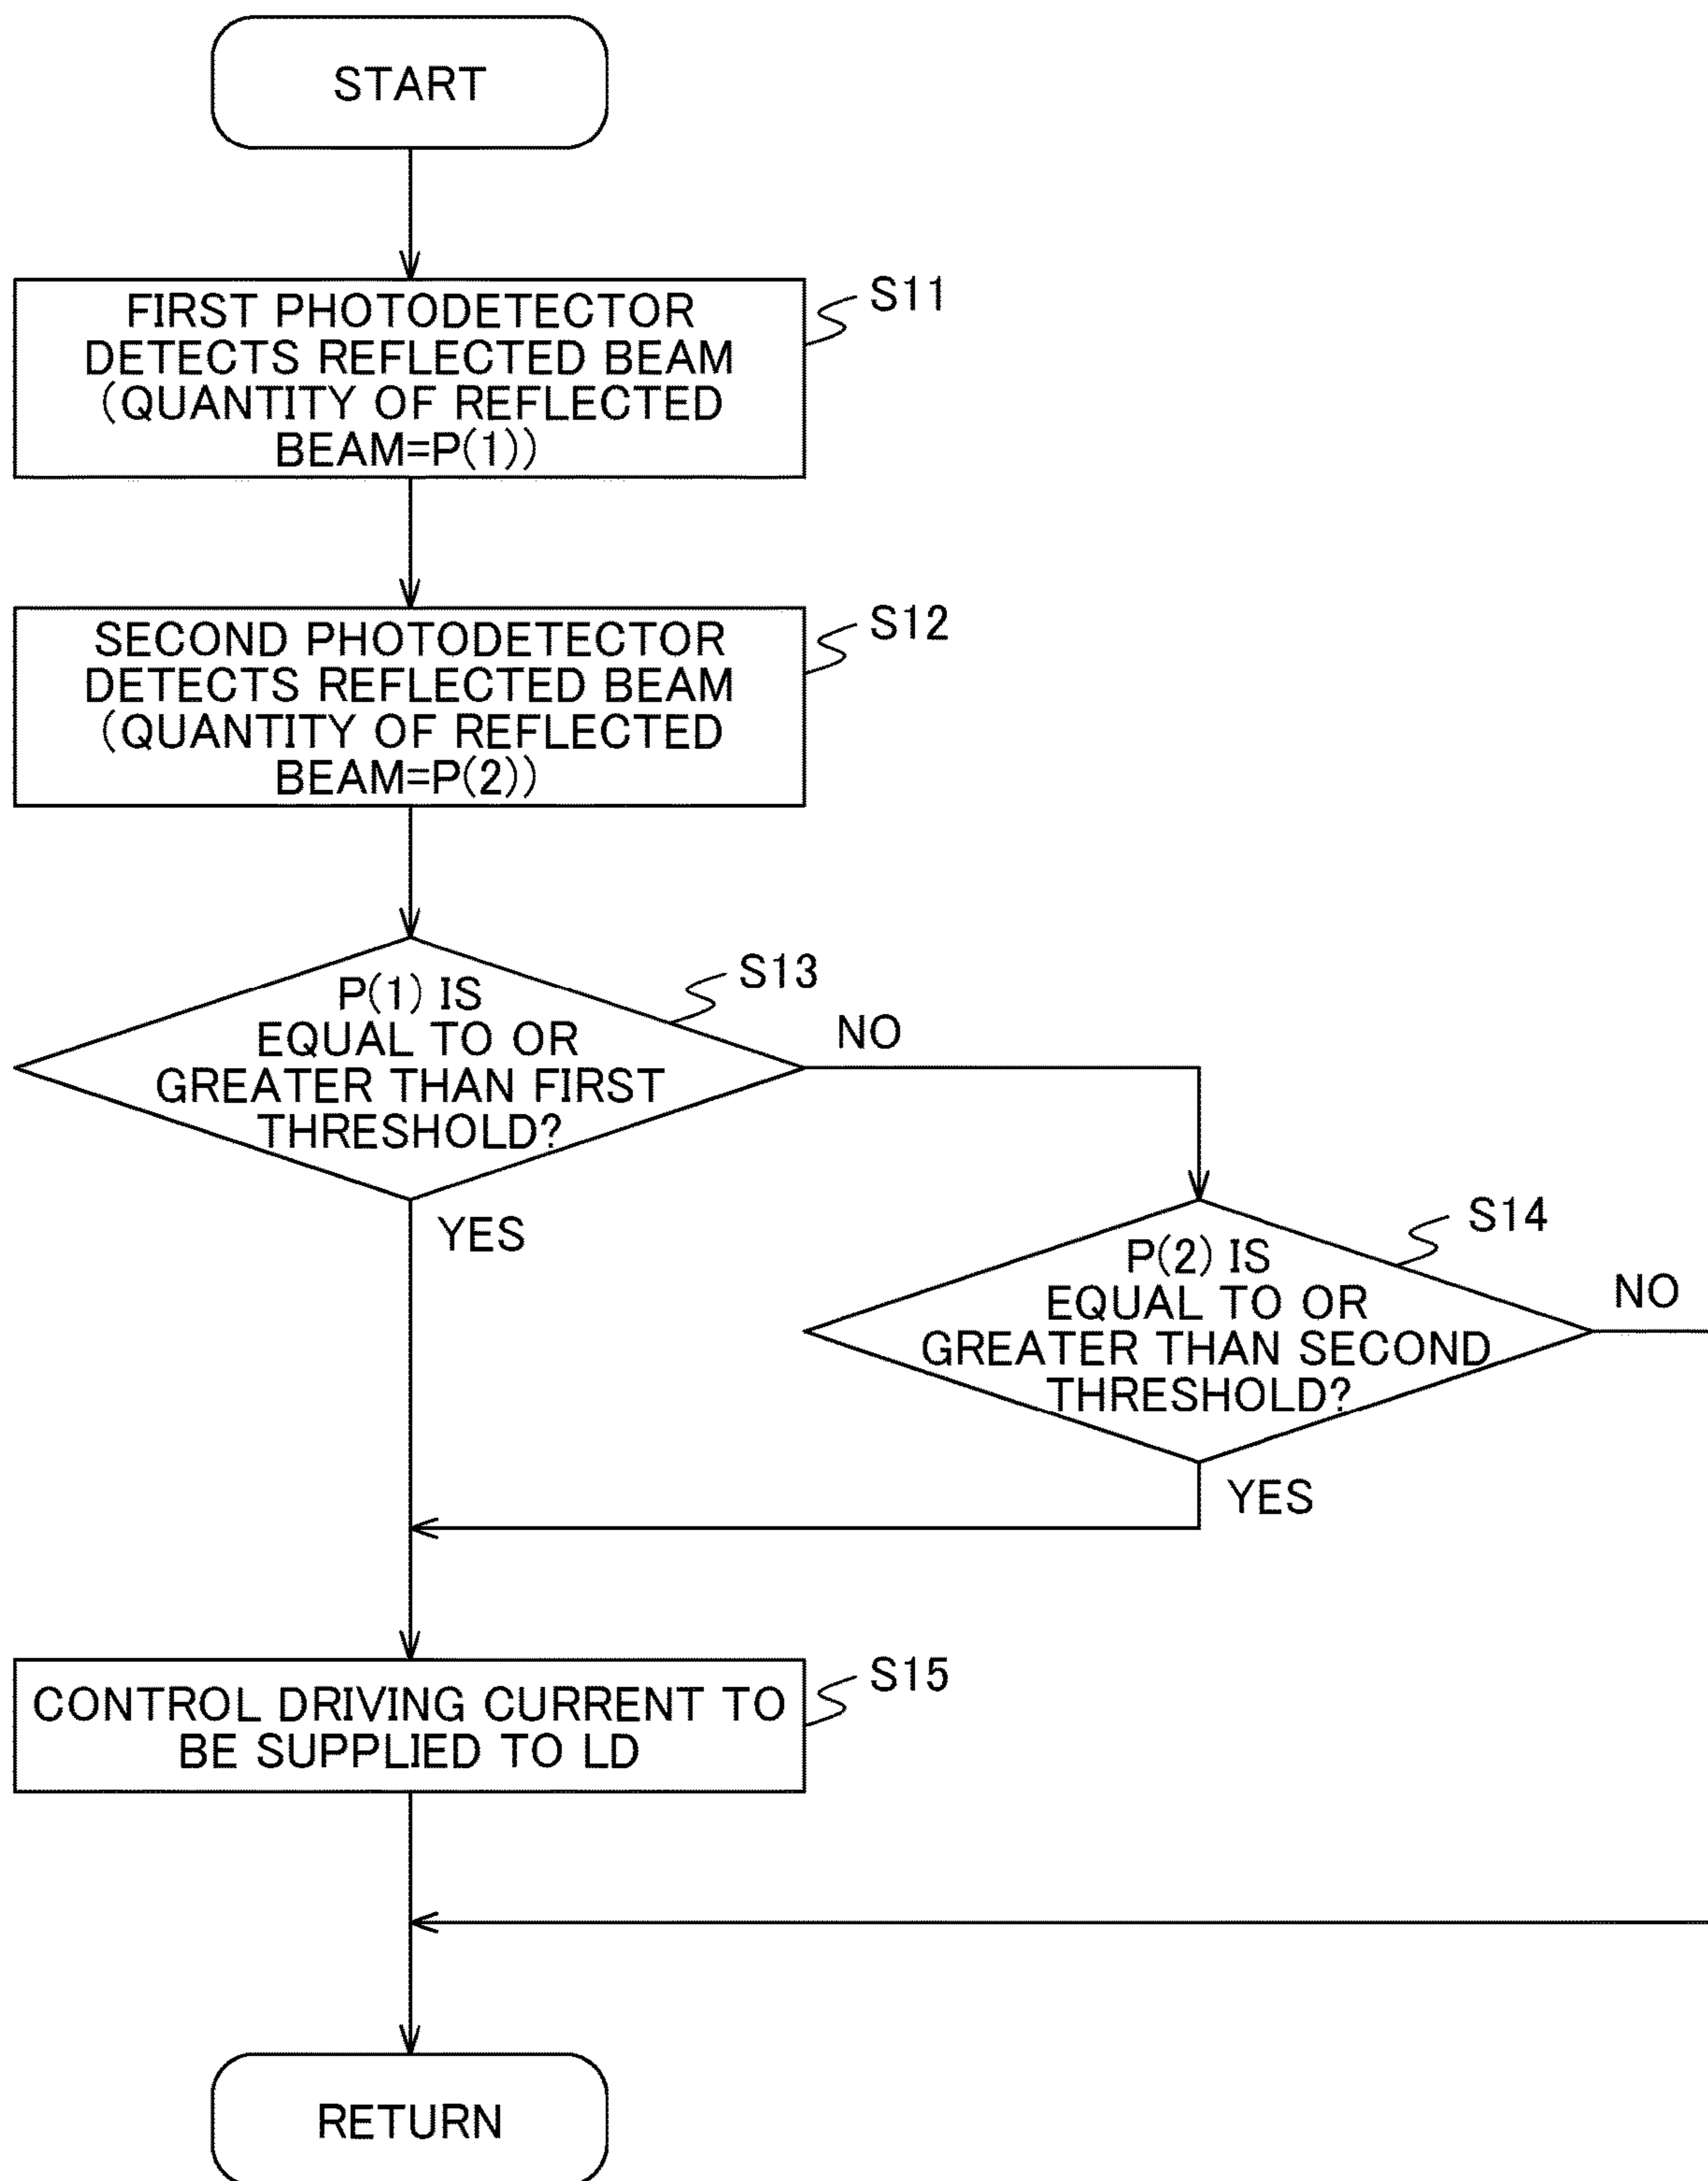 START
FIRST PHOTODETECTOR
DETECTS REFLECTED BEAM
(QUANTITY OF REFLECTED
BEAM=P(1))
S11
SECOND PHOTODETECTOR
DETECTS REFLECTED BEAM
(QUANTITY OF REFLECTED
BEAM=P(2))
S12
P(1) IS
EQUAL TO OR
GREATER THAN FIRST
THRESHOLD?
S13
NO
YES
P(2) IS
EQUAL TO OR
GREATER THAN SECOND
THRESHOLD?
S14
NO
YES
CONTROL DRIVING CURRENT TO
BE SUPPLIED TO LD
S15
RETURN